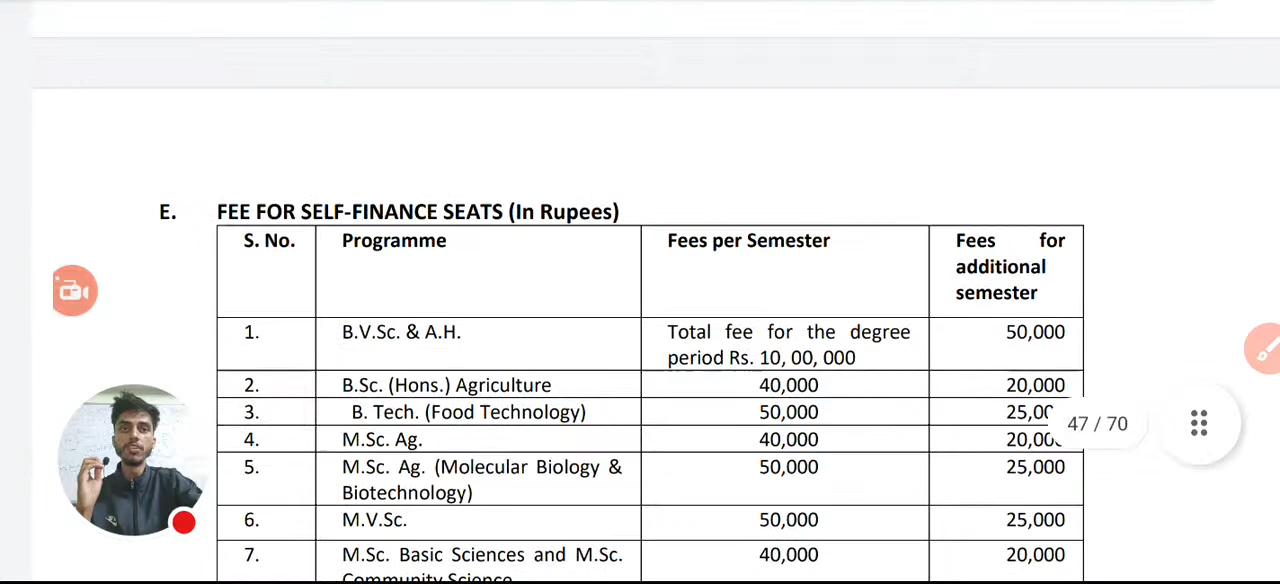 E. FEE FOR SELF-FINANCE SEATS (In Rupees)
S. No. Programme Fees per Semester Fees for
additional
semester
1. B.V.Sc. & A.H. Total fee for the degree 50,000
period Rs. 10, 00, 000
2. B.Sc. (Hons.) Agriculture 40,000 20,000
3. B. Tech. (Food Technology) 50,000
47 / 70
4. M.Sc. Ag. 40,000
5. M.Sc. Ag. (Molecular Biology & 50,000 25,000
Biotechnology)
6. M.V.Sc. 50,000 25,000
7. M.Sc. Basic Sciences and M.Sc. 40,000 20,000
Community Science